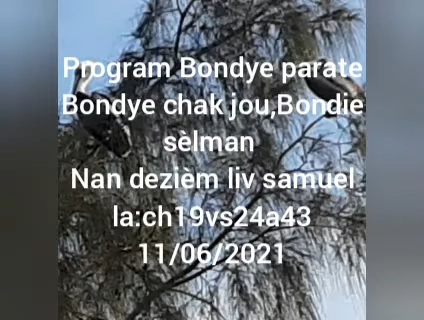 Program Bondye parate
Bondye chak jou,Bondie
sèlman
Nan dezièm liv samuel
la:ch19vs24a43
11/06/2021